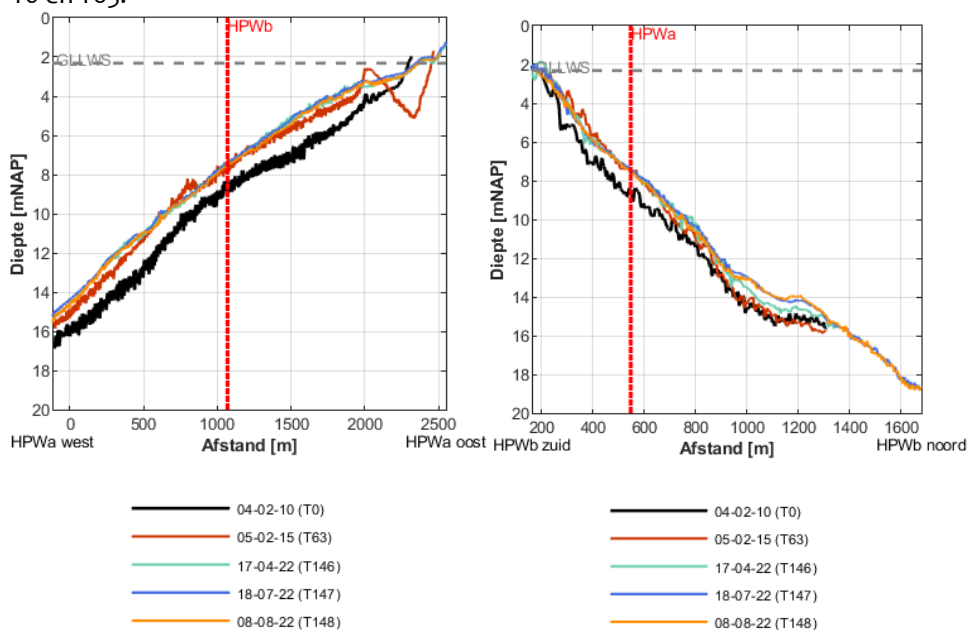 T0 en T63.
0
2
4
6
8
10
12
14
16
18
20
Diepte [mNAP]
GLLWS
HPWb
0 500 1000 1500 2000 2500
HPWa west Afstand [m] HPWa oost
0
2
4
6
8
10
12
14
16
18
20
Diepte [mNAP]
GLLWS
HPWa
200 400 600 800 1000 1200 1400 1600
HPWb zuid Afstand [m] HPWb noord
04-02-10 (T0)
05-02-15 (T63)
17-04-22 (T146)
18-07-22 (T147)
08-08-22 (T148)
04-02-10 (T0)
05-02-15 (T63)
17-04-22 (T146)
18-07-22 (T147)
08-08-22 (T148)